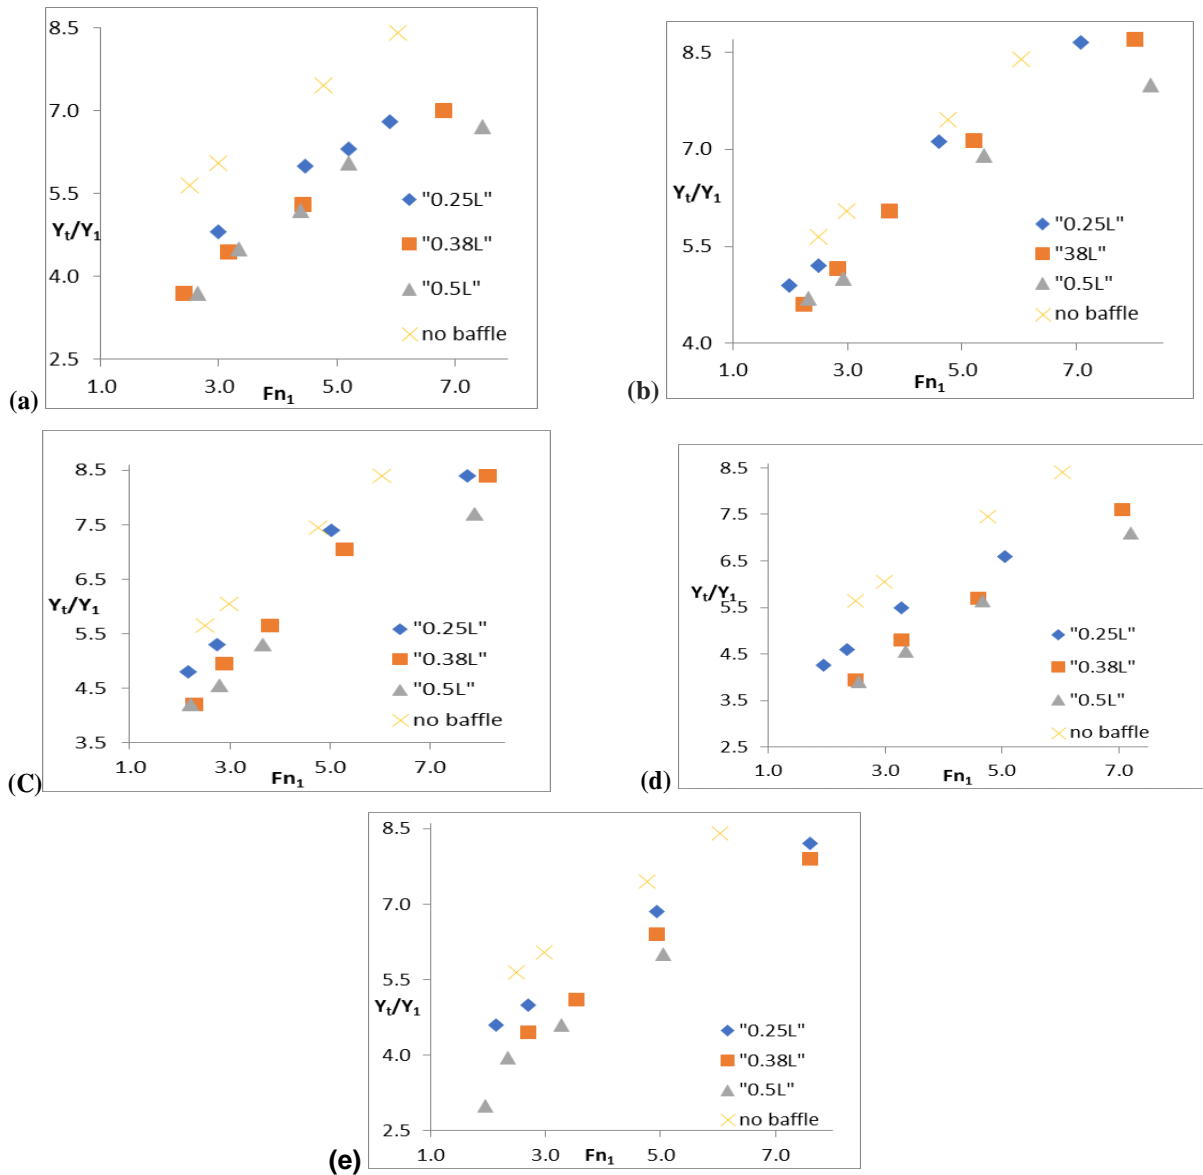 8.5
7.0
5.5
4.0
2.5
Yt/Y1
1.0 3.0 5.0 7.0
Fn1
"0.25L"
"0.38L"
"0.5L"
no baffle
(a)
8.5
7.0
5.5
4.0
Yt/Y1
1.0 3.0 5.0 7.0
Fn1
"0.25L"
"38L"
"0.5L"
no baffle
(b)
8.5
7.5
6.5
5.5
4.5
3.5
Yt/Y1
1.0 3.0 5.0 7.0
Fn1
"0.25L"
"0.38L"
"0.5L"
no baffle
(C)
8.5
7.5
6.5
5.5
4.5
3.5
2.5
Yt/Y1
1.0 3.0 5.0 7.0
Fn1
"0.25L"
"0.38L"
"0.5L"
no baffle
(d)
8.5
7.0
5.5
4.0
2.5
Yt/Y1
1.0 3.0 5.0 7.0
Fn1
"0.25L"
"0.38L"
"0.5L"
no baffle
(e)